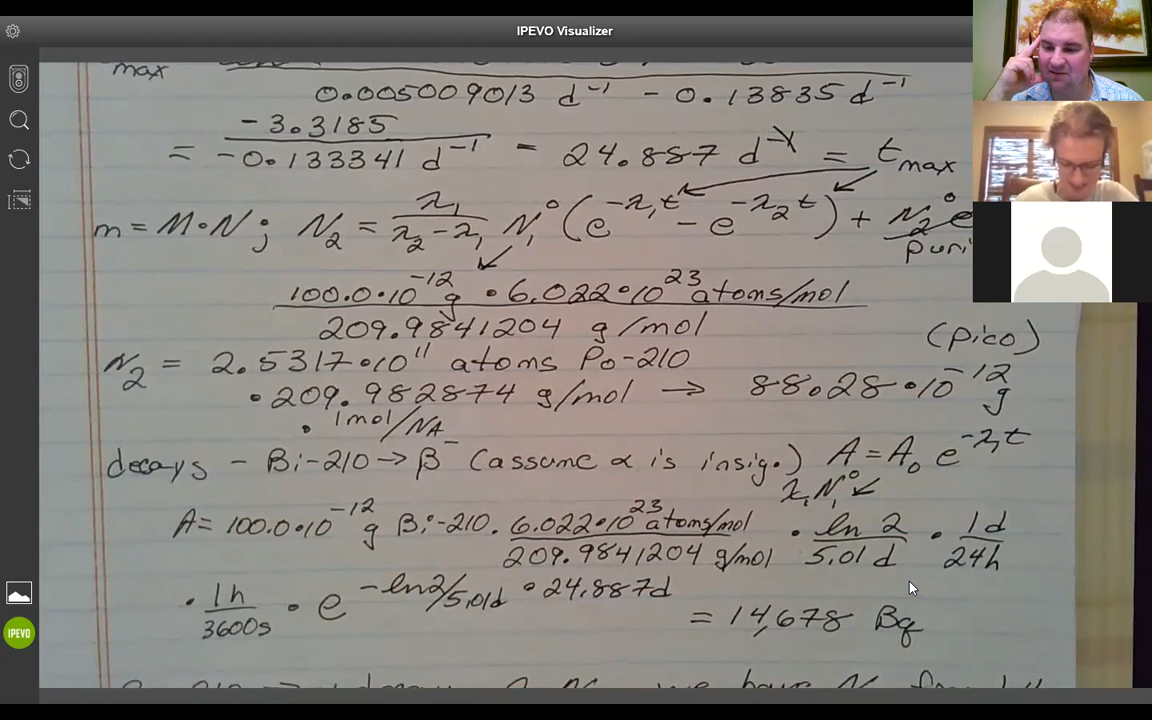 IPEVO Visualizer
max
0.005009013 d⁻¹ - 0.13835 d⁻¹
= -3.3185 / -0.133341 d⁻¹ = 24.887 d = t max
m = M·N ; N₂ = λ₁/(λ₂-λ₁) N₁° (e^-λ₁t - e^-λ₂t) + N₂° e
100.0·10⁻¹² g · 6.022·10²³ atoms/mol
209.9841204 g/mol
(pico)
N₂ = 2.5317·10¹¹ atoms Po-210
·209.982874 g/mol → 88.28·10⁻¹² g
· 1mol/NA
decays - Bi-210 → β⁻ (assume α is insig.) A = A₀ e^-λ₁t
λ₁N₁°
A = 100.0·10⁻¹² g Bi-210 · 6.022·10²³ atoms/mol / 209.9841204 g/mol · ln 2 / 5.01 d · 1d / 24h
· 1h / 3600s · e^-ln2/5.01d · 24.887d
= 14,678 Bq
IPEVO